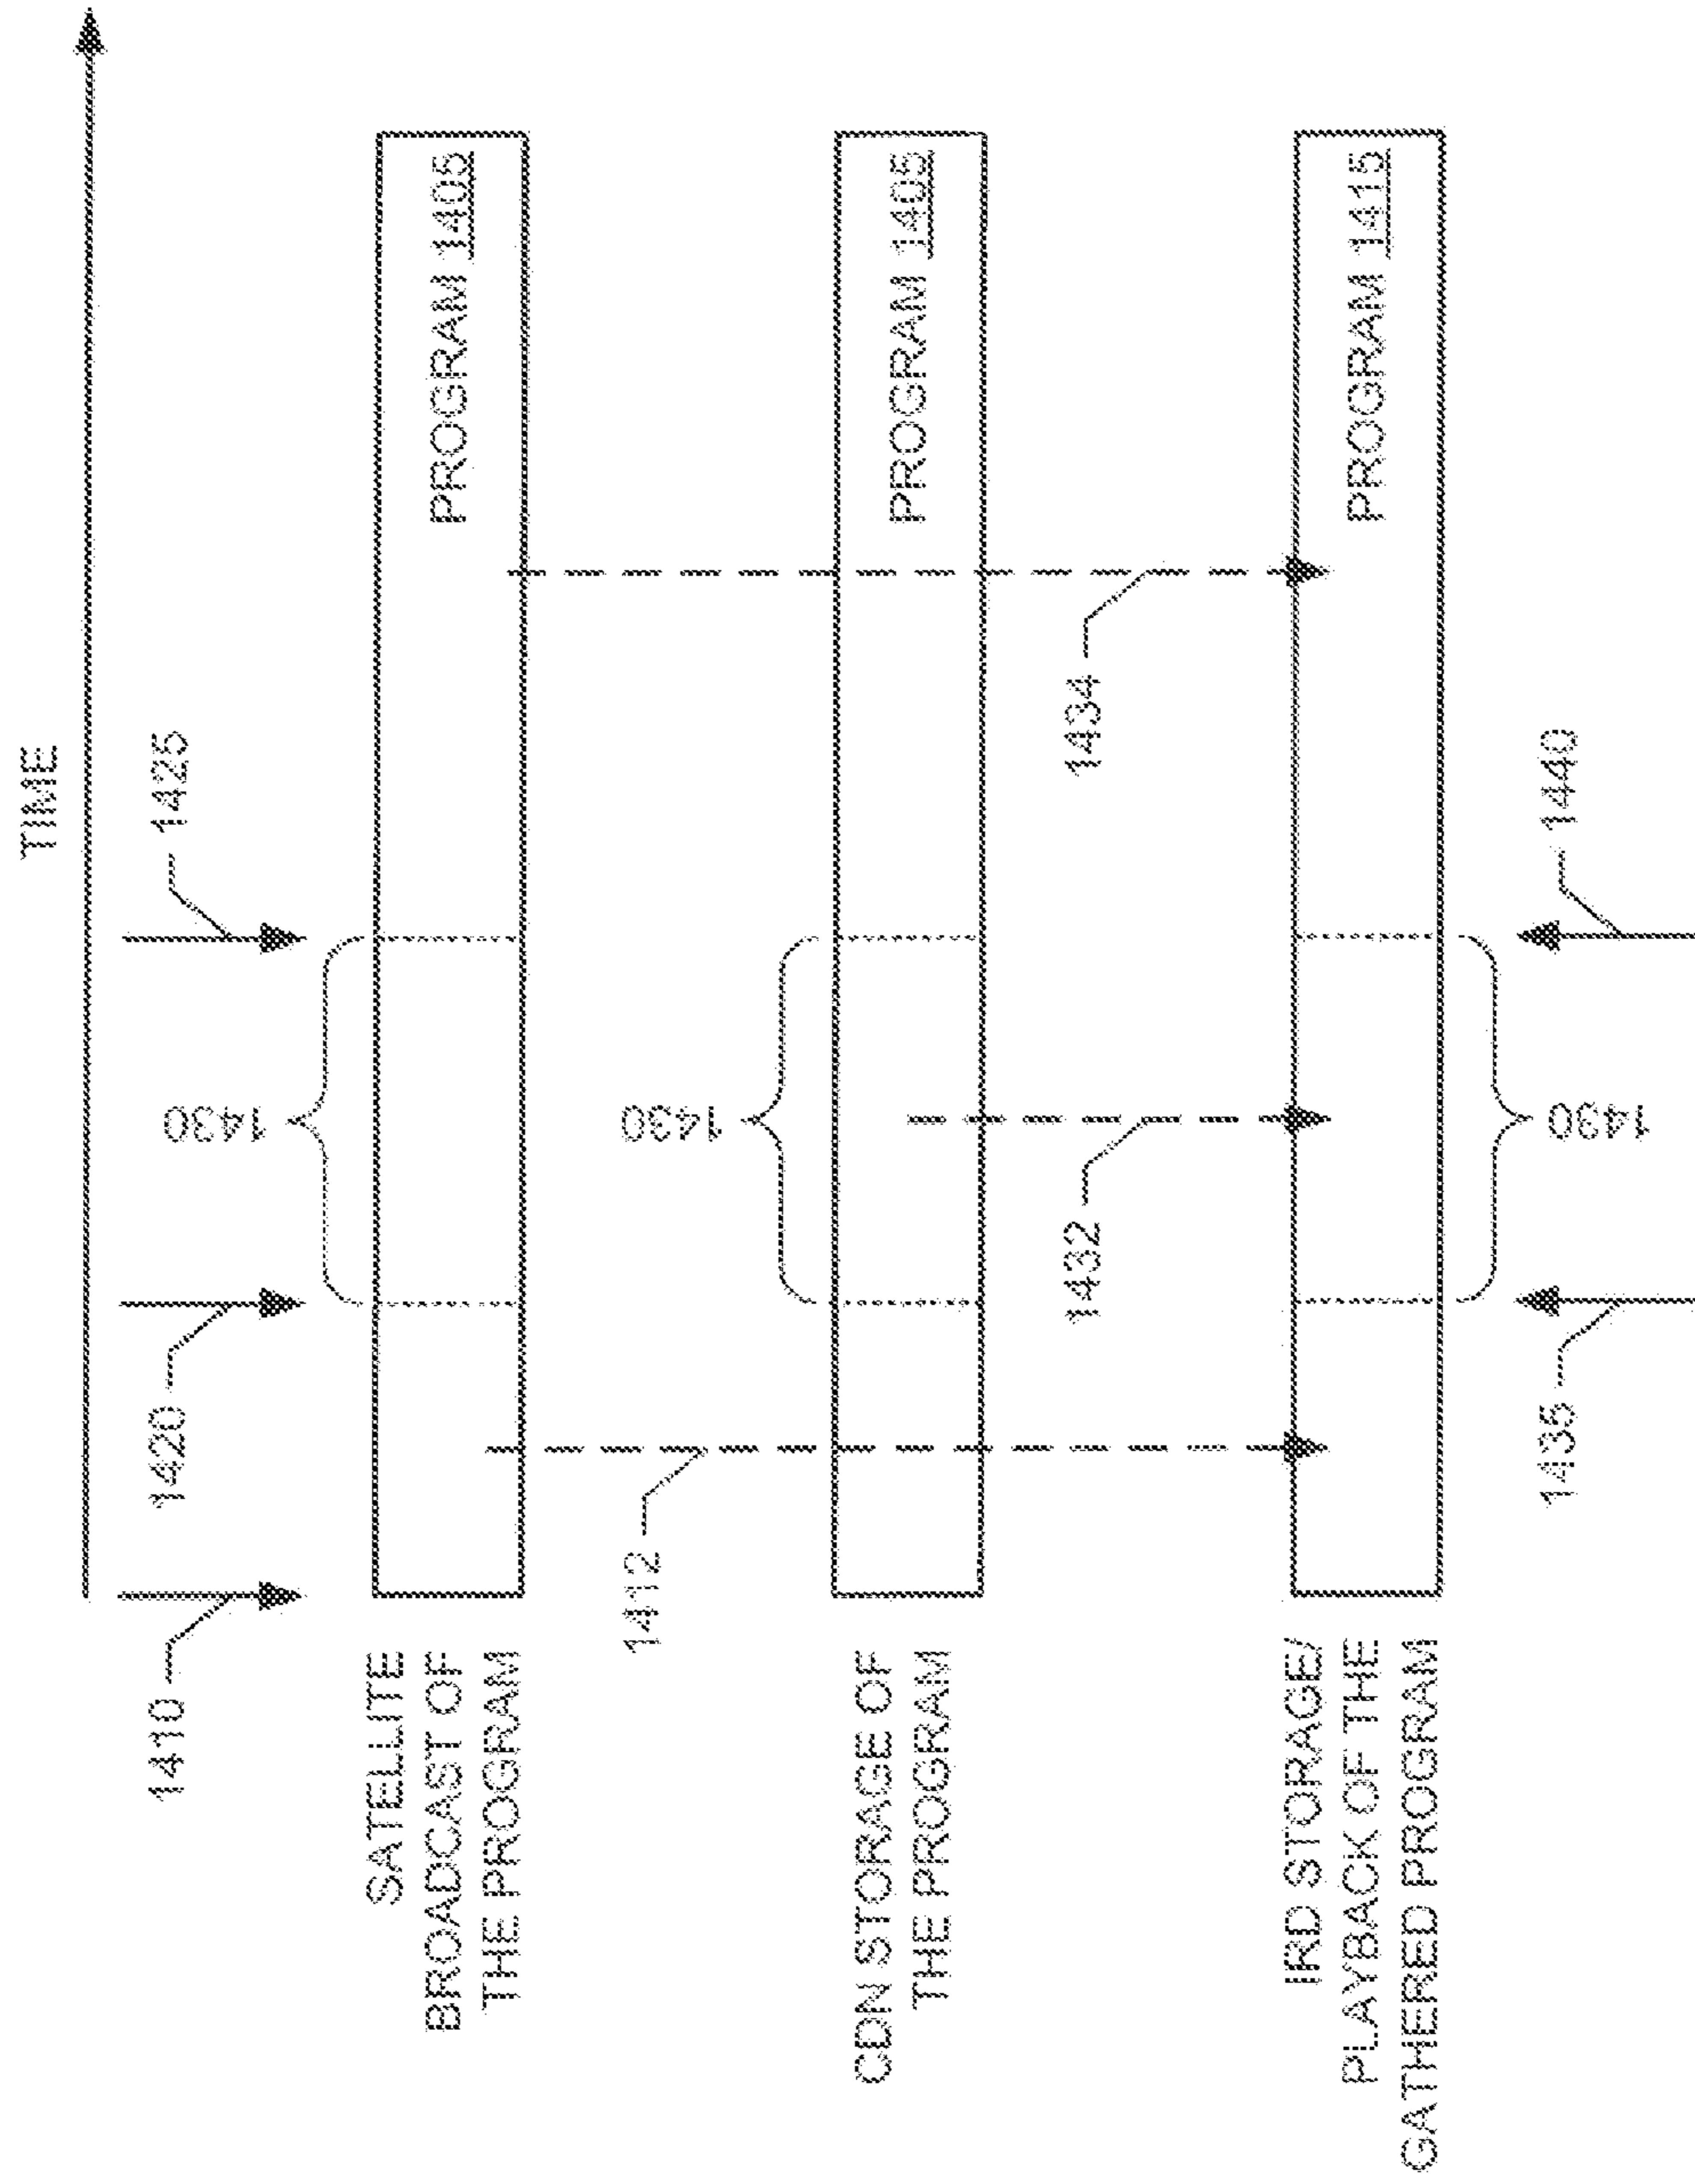 TIME
1410
1420
1425
1430
SATELLITE
BROADCAST OF
THE PROGRAM
PROGRAM 1405
1412
1430
CDN STORAGE OF
THE PROGRAM
PROGRAM 1405
1432
1434
IRD STORAGE/
PLAYBACK OF THE
GATHERED PROGRAM
PROGRAM 1415
1430
1435
1440